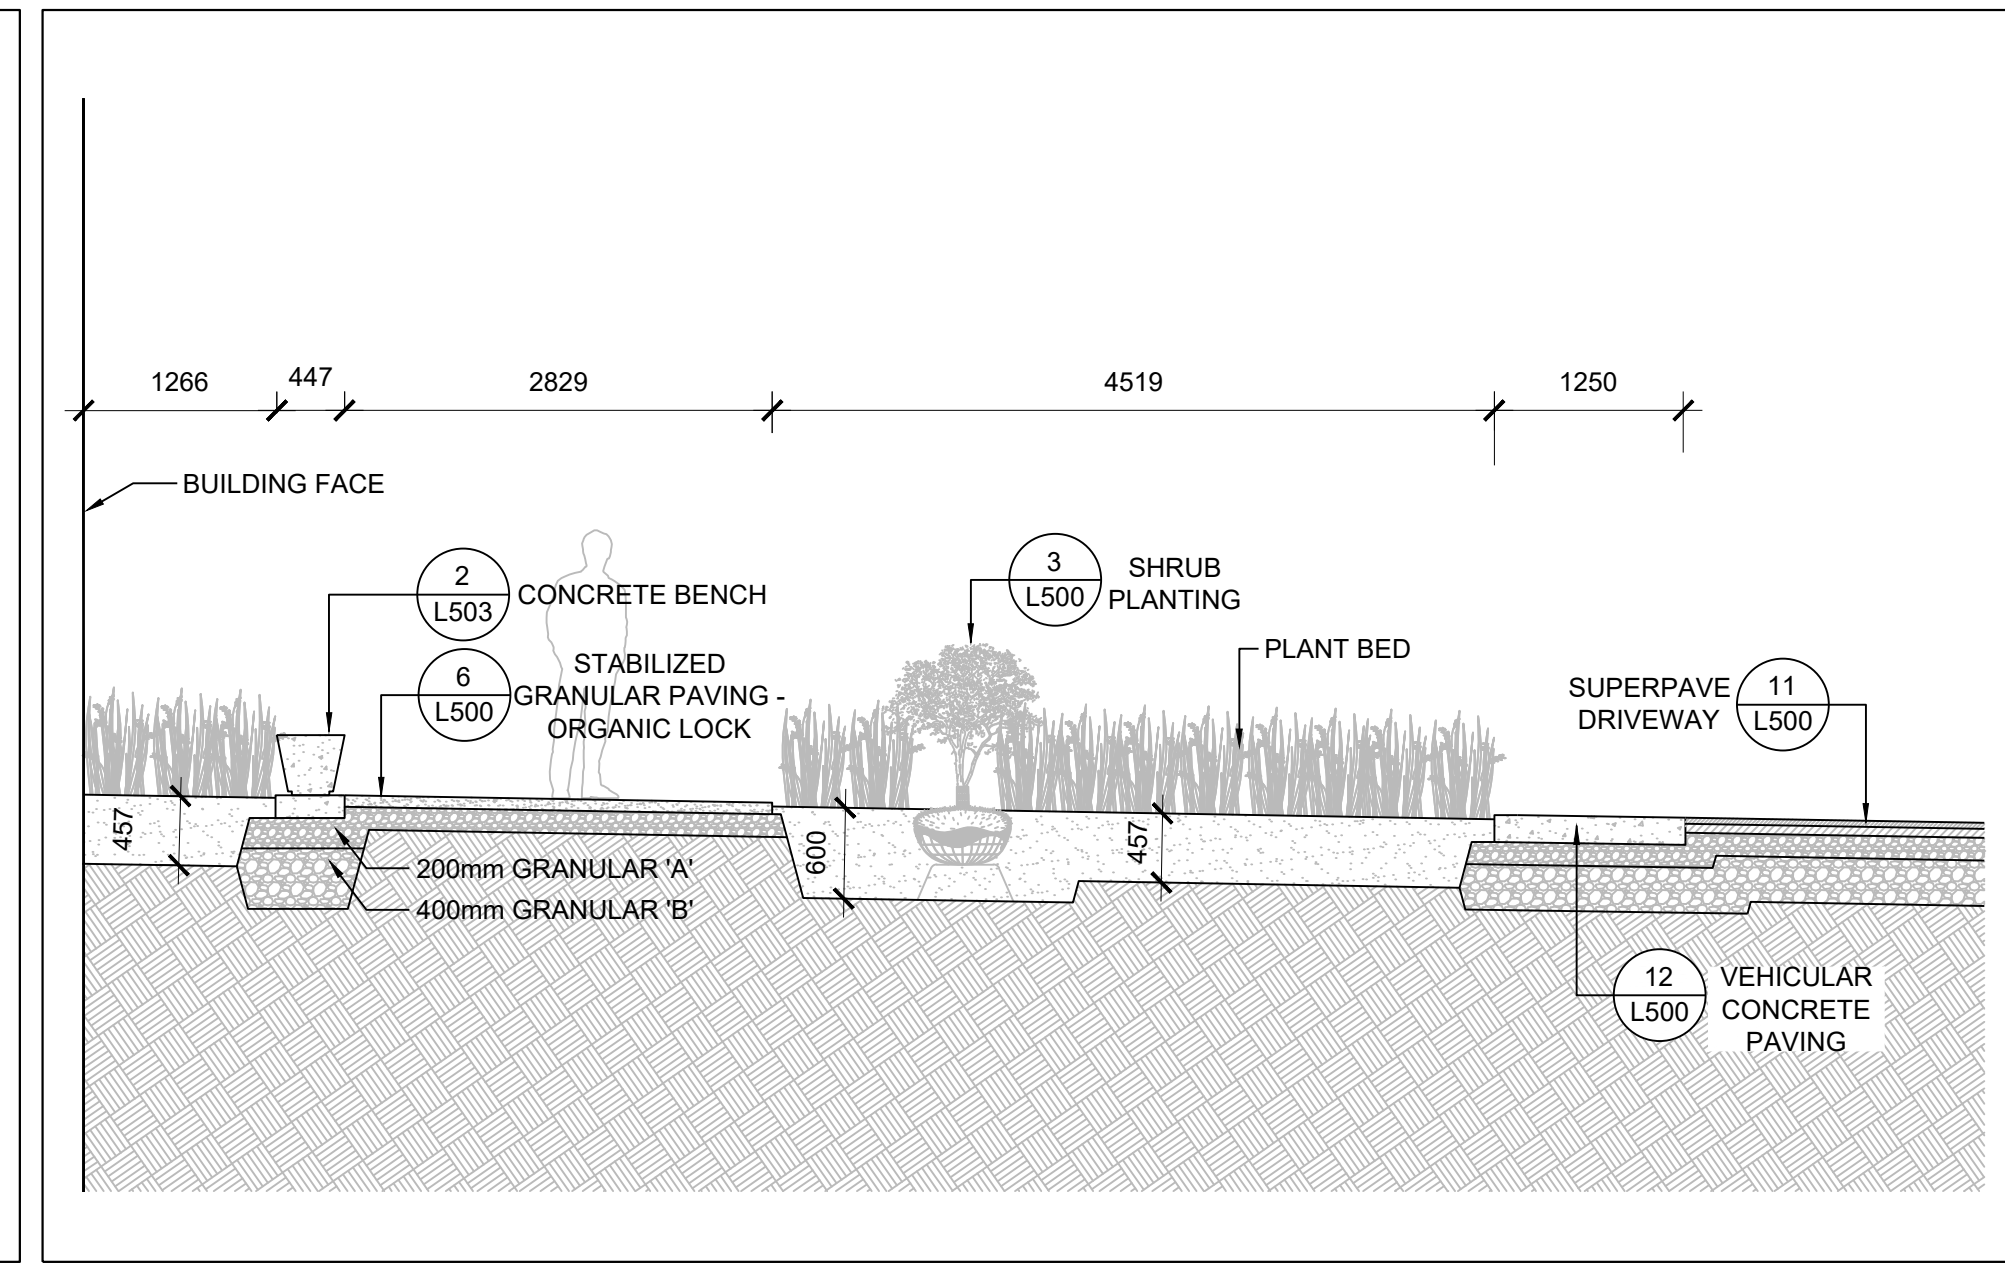 1266
447
2829
4519
1250
BUILDING FACE
2
L503
CONCRETE BENCH
3
L500
SHRUB
PLANTING
6
L500
STABILIZED
GRANULAR PAVING -
ORGANIC LOCK
PLANT BED
SUPERPAVE
DRIVEWAY
11
L500
457
600
457
200mm GRANULAR 'A'
400mm GRANULAR 'B'
12
L500
VEHICULAR
CONCRETE
PAVING